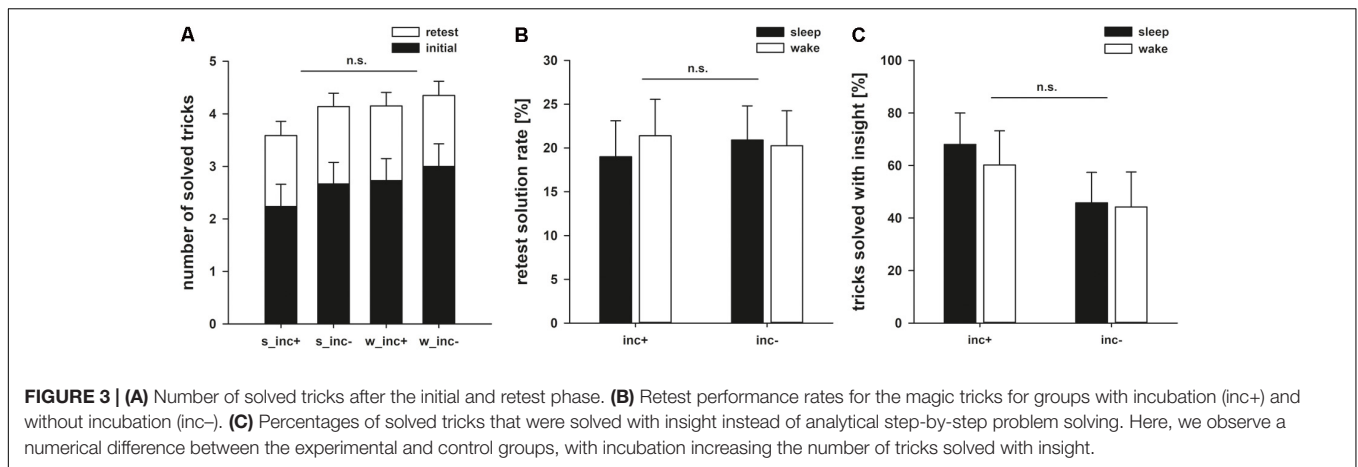 A
retest
initial
number of solved tricks
5
4
3
2
1
0
n.s.
s_inc+ s_inc- w_inc+ w_inc-
B
sleep
wake
retest solution rate [%]
30
25
20
15
10
5
0
n.s.
inc+ inc-
C
sleep
wake
tricks solved with insight [%]
100
80
60
40
20
0
n.s.
inc+ inc-
FIGURE 3 | (A) Number of solved tricks after the initial and retest phase. (B) Retest performance rates for the magic tricks for groups with incubation (inc+) and
without incubation (inc–). (C) Percentages of solved tricks that were solved with insight instead of analytical step-by-step problem solving. Here, we observe a
numerical difference between the experimental and control groups, with incubation increasing the number of tricks solved with insight.